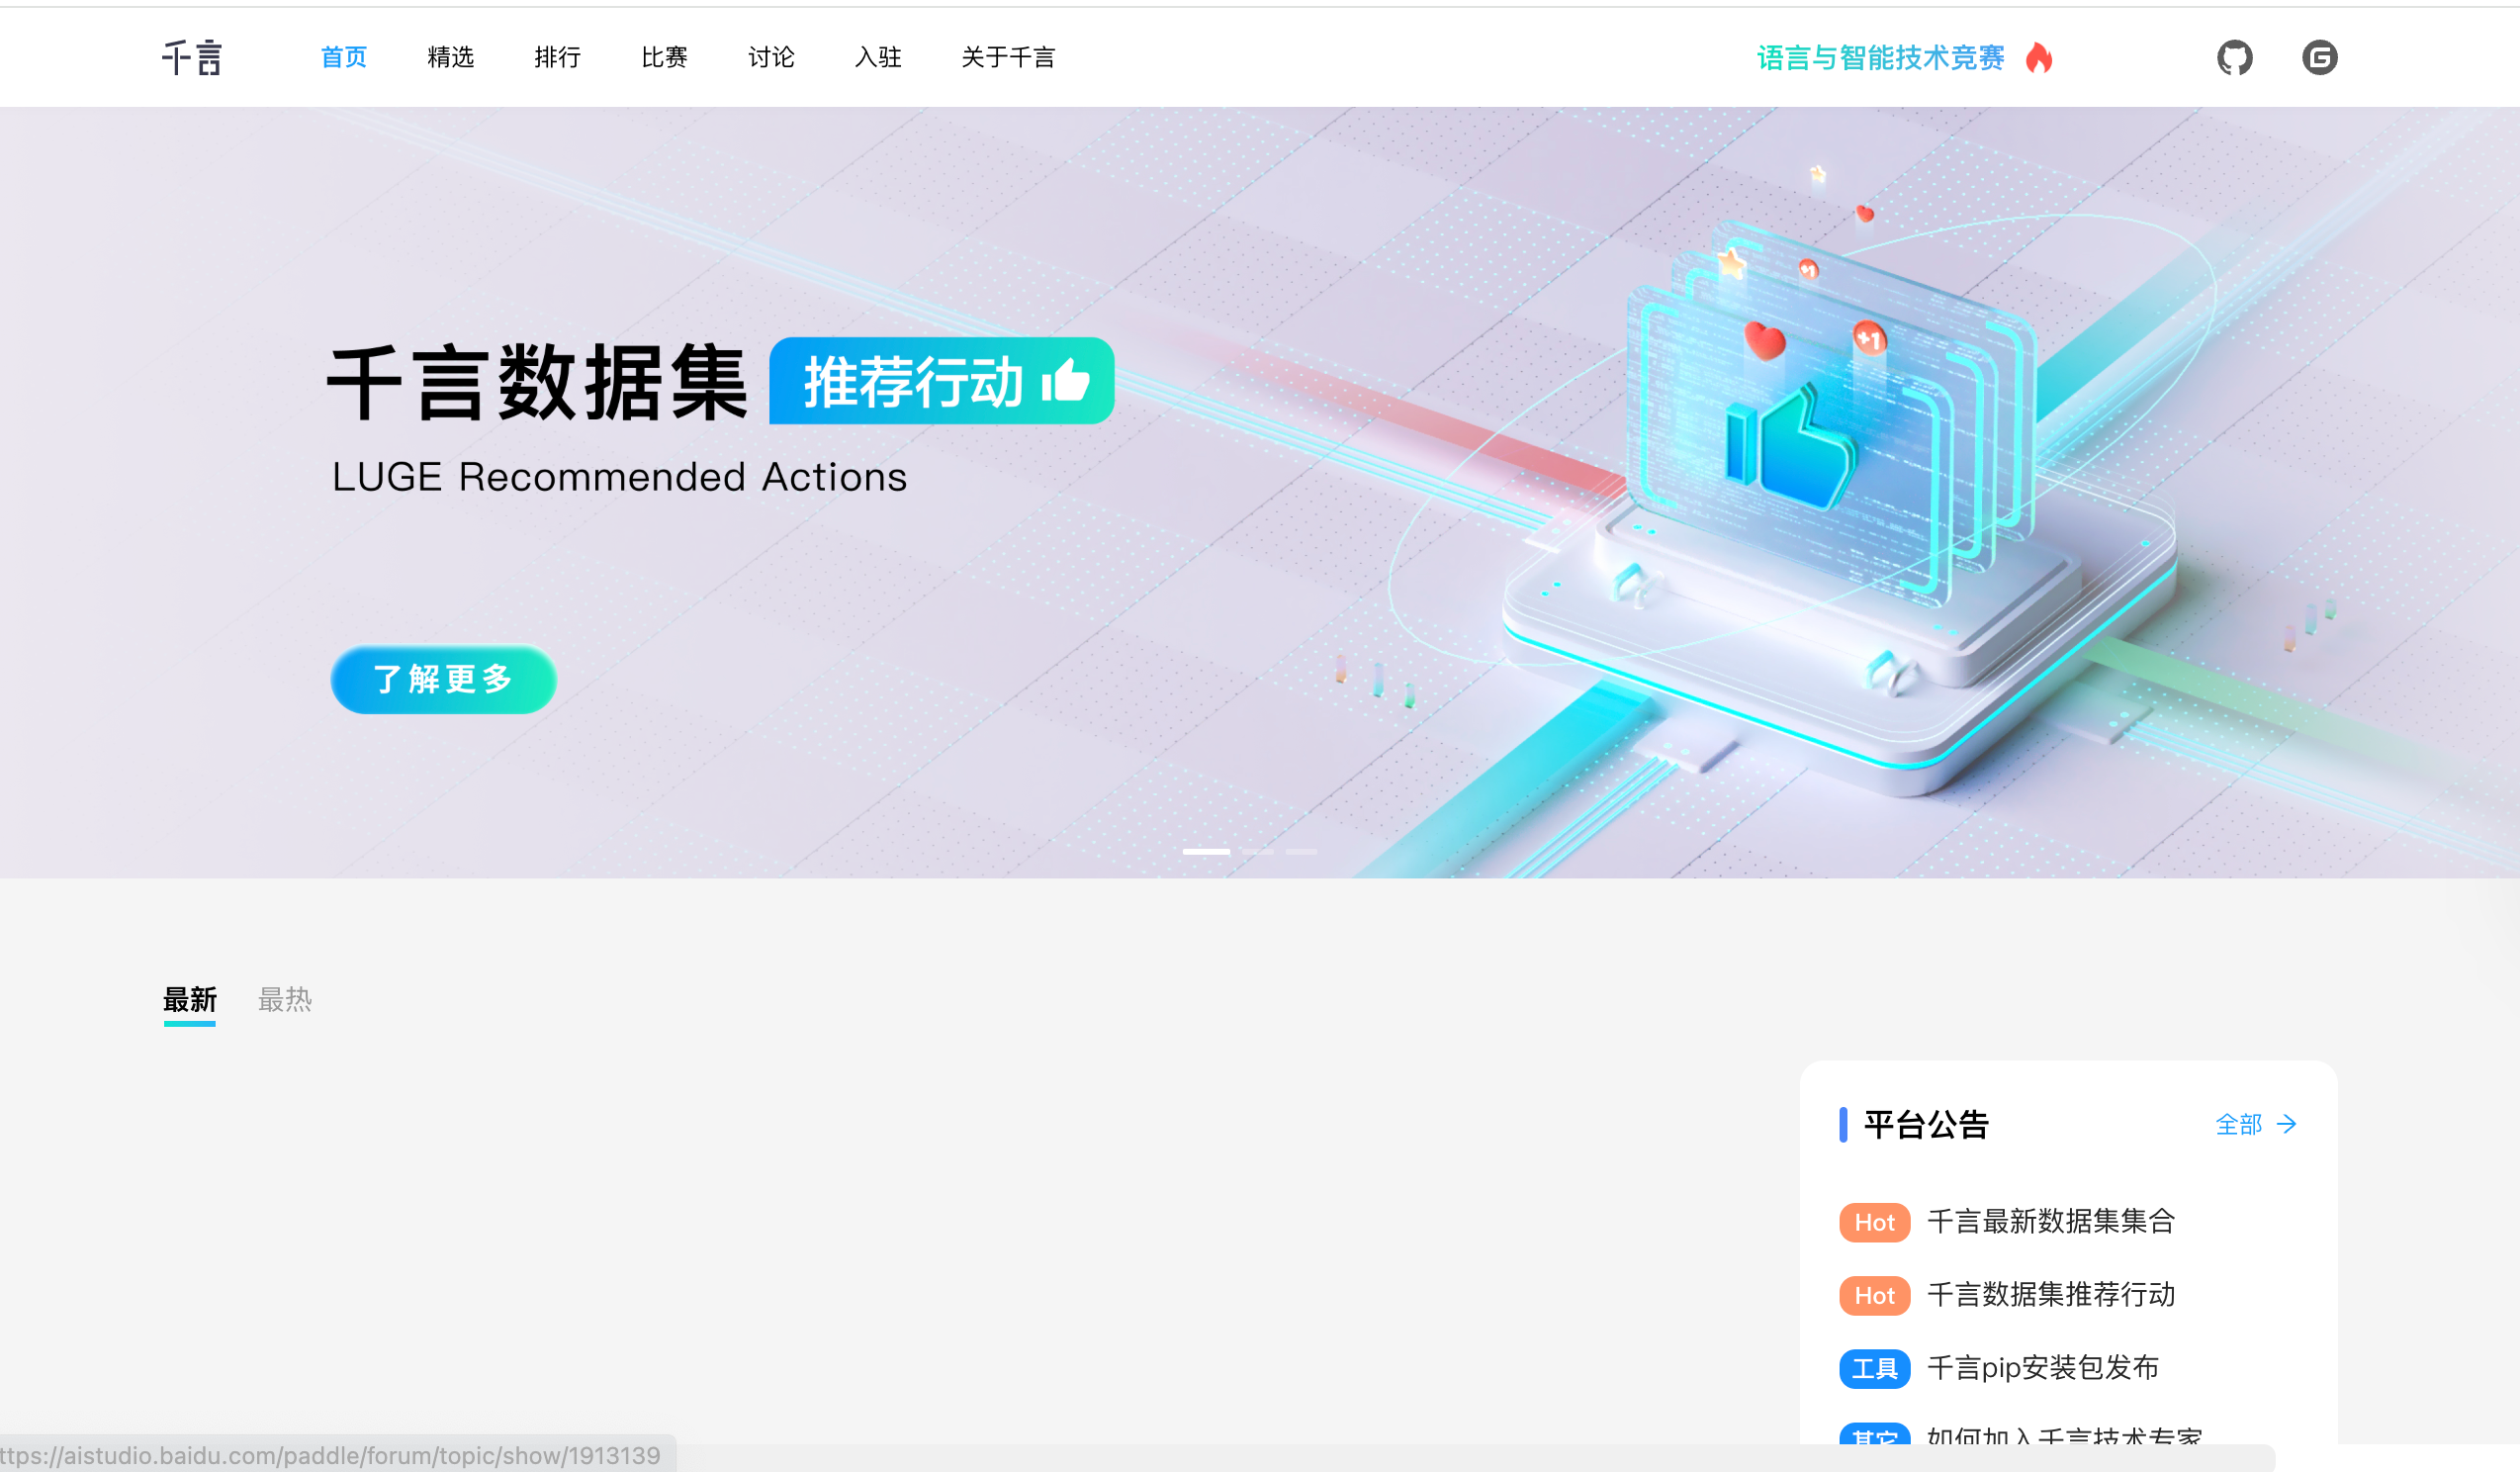 千言 首页 精选 排行 比赛 讨论 入驻 关于千言 语言与智能技术竞赛
千言数据集 推荐行动
LUGE Recommended Actions
+1
+1
了解更多
最新 最热
平台公告 全部
Hot 千言最新数据集集合
Hot 千言数据集推荐行动
工具 千言pip安装包发布
其它 如何加入千言技术专家
ttps://aistudio.baidu.com/paddle/forum/topic/show/1913139